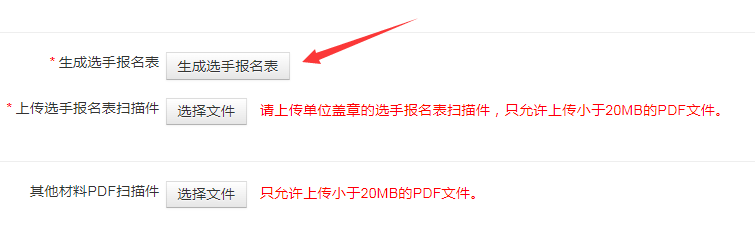 * 生成选手报名表 生成选手报名表
* 上传选手报名表扫描件 选择文件 请上传单位盖章的选手报名表扫描件，只允许上传小于20MB的PDF文件。
其他材料PDF扫描件 选择文件 只允许上传小于20MB的PDF文件。